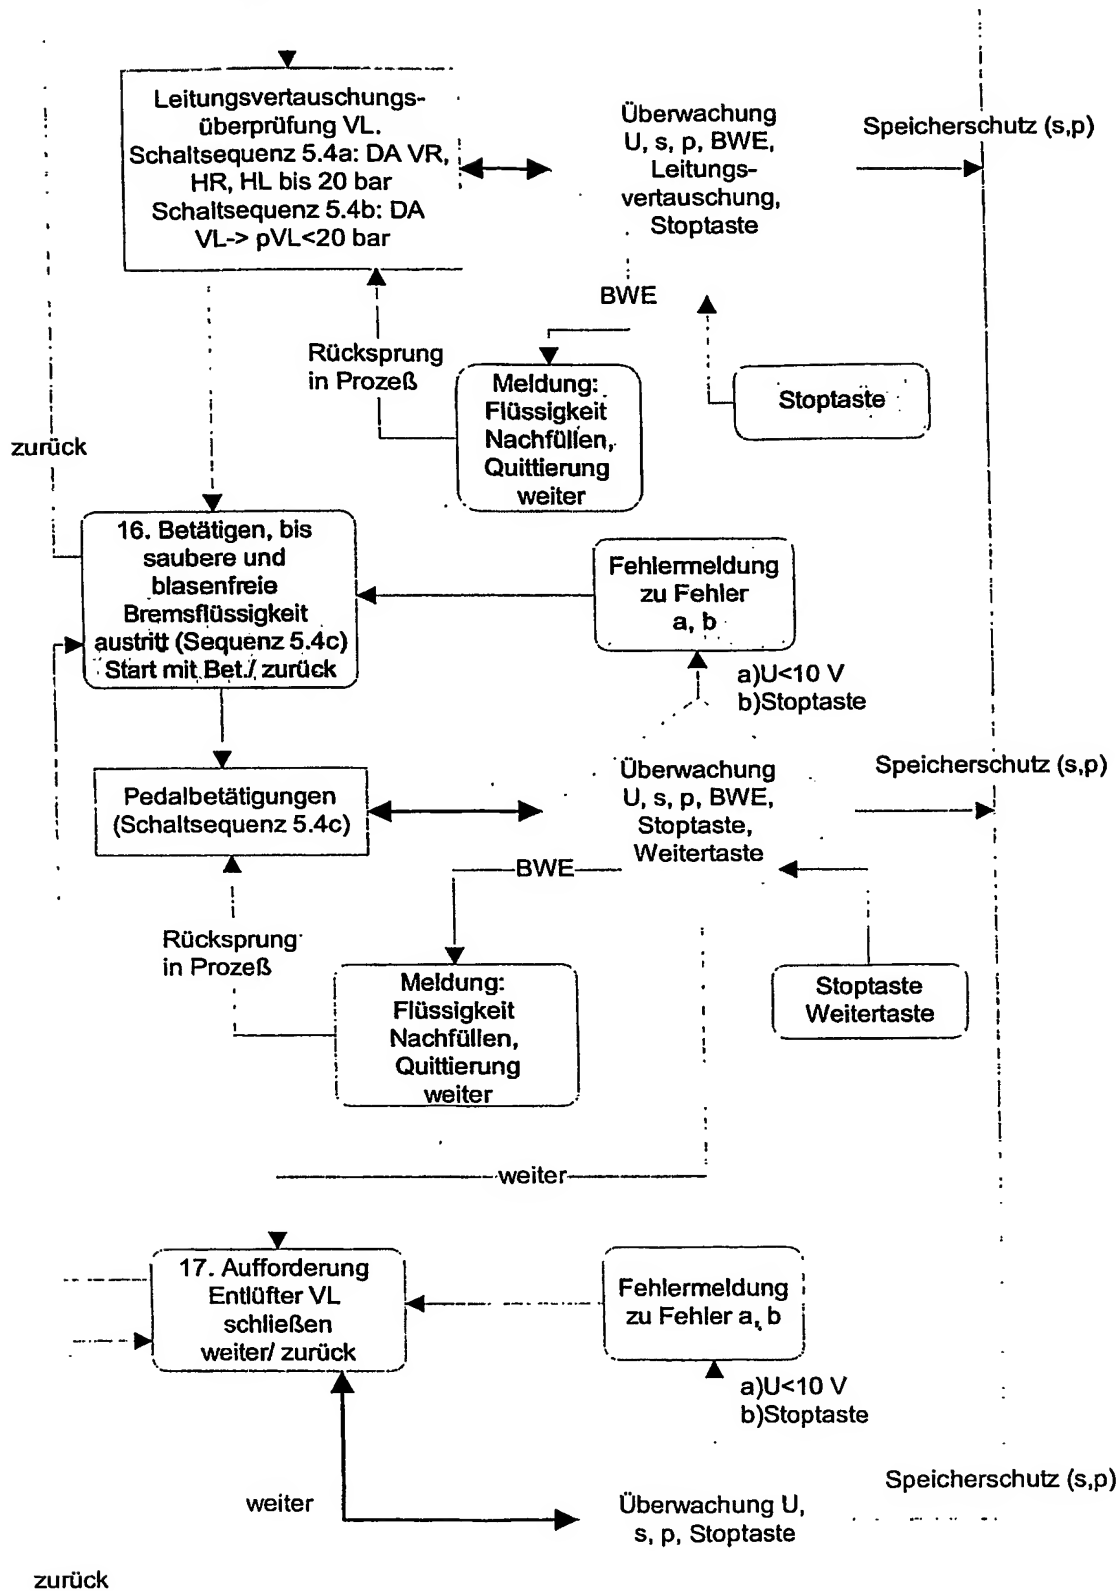 Leitungsvertauschungs-
überprüfung VL.
Schaltsequenz 5.4a: DA VR,
HR, HL bis 20 bar
Schaltsequenz 5.4b: DA
VL-> pVL<20 bar
Überwachung
U, s, p, BWE,
Leitungs-
vertauschung,
Stoptaste
Speicherschutz (s,p)
BWE
Rücksprung
in Prozeß
Meldung:
Flüssigkeit
Nachfüllen,
Quittierung
weiter
Stoptaste
zurück
16. Betätigen, bis
saubere und
blasenfreie
Bremsflüssigkeit
austritt (Sequenz 5.4c)
Start mit Bet./ zurück
Fehlermeldung
zu Fehler
a, b
a)U<10 V
b)Stoptaste
Pedalbetätigungen
(Schaltsequenz 5.4c)
Überwachung
U, s, p, BWE,
Stoptaste,
Weitertaste
Speicherschutz (s,p)
BWE
Rücksprung
in Prozeß
Meldung:
Flüssigkeit
Nachfüllen,
Quittierung
weiter
Stoptaste
Weitertaste
weiter
17. Aufforderung
Entlüfter VL
schließen
weiter/ zurück
Fehlermeldung
zu Fehler a, b
a)U<10 V
b)Stoptaste
weiter
Überwachung U,
s, p, Stoptaste
Speicherschutz (s,p)
zurück